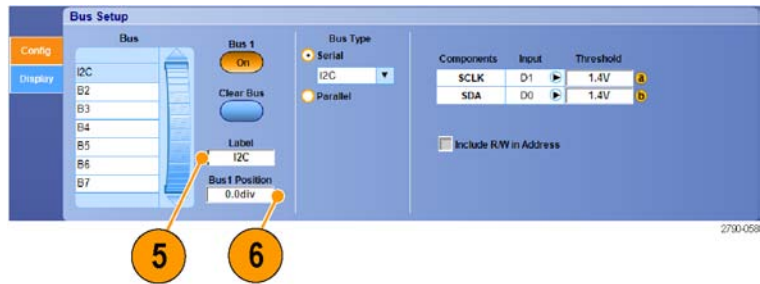 Bus Setup
Config
Display
Bus
I2C
B2
B3
B4
B5
B6
B7
Bus 1
On
Clear Bus
Label
I2C
Bus1 Position
0.0div
Bus Type
Serial
I2C
Parallel
Components Input Threshold
SCLK D1 1.4V a
SDA D0 1.4V b
Include R/W in Address
5
6
2790-058